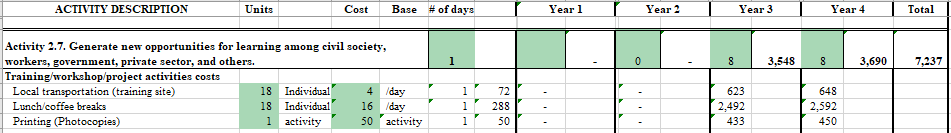 ACTIVITY DESCRIPTION Units Cost Base # of days Year 1 Year 2 Year 3 Year 4 Total
Activity 2.7. Generate new opportunities for learning among civil society,
workers, government, private sector, and others. 1 - 0 - 8 3,548 8 3,690 7,237
Training/workshop/project activities costs
Local transportation (training site) 18 Individual 4 /day 1 72 - - 623 648
Lunch/coffee breaks 18 Individual 16 /day 1 288 - - 2,492 2,592
Printing (Photocopies) 1 activity 50 activity 1 50 - - 433 450